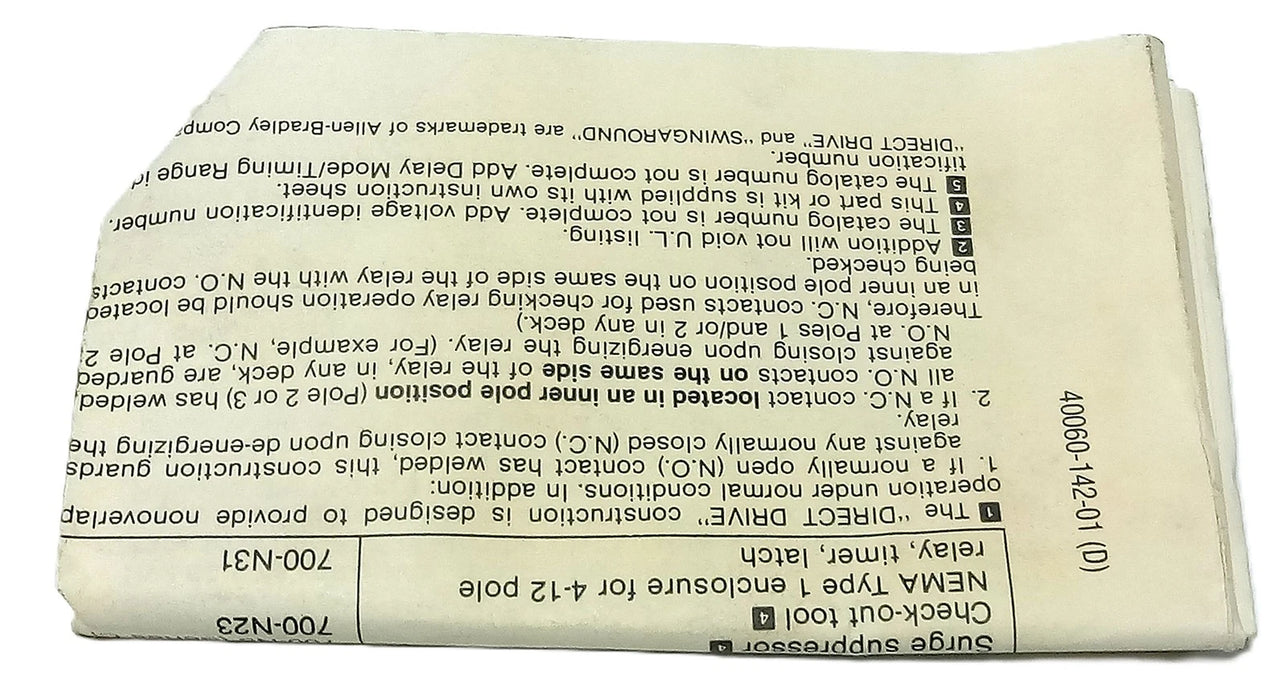 Surge suppressor 4
Check-out tool 4 700-N23
NEMA Type 1 enclosure for 4-12 pole
relay, timer, latch 700-N31
1 The "DIRECT DRIVE" construction is designed to provide nonoverlap
operation under normal conditions. In addition:
1. If a normally open (N.O.) contact has welded, this construction guards
against any normally closed (N.C.) contact closing upon de-energizing the
relay.
2. If a N.C. contact located in an inner pole position (Pole 2 or 3) has welded,
all N.O. contacts on the same side of the relay, in any deck, are guarded
against closing upon energizing the relay. (For example, N.C. at Pole 2,
N.O. at Poles 1 and/or 2 in any deck.)
Therefore, N.C. contacts used for checking relay operation should be located
in an inner pole position on the same side of the relay with the N.O. contacts
being checked.
2 Addition will not void U.L. listing.
3 The catalog number is not complete. Add voltage identification number.
4 This part or kit is supplied with its own instruction sheet.
5 The catalog number is not complete. Add Delay Mode/Timing Range id
tification number.
"DIRECT DRIVE" and "SWINGAROUND" are trademarks of Allen-Bradley Comp
40060-142-01 (D)